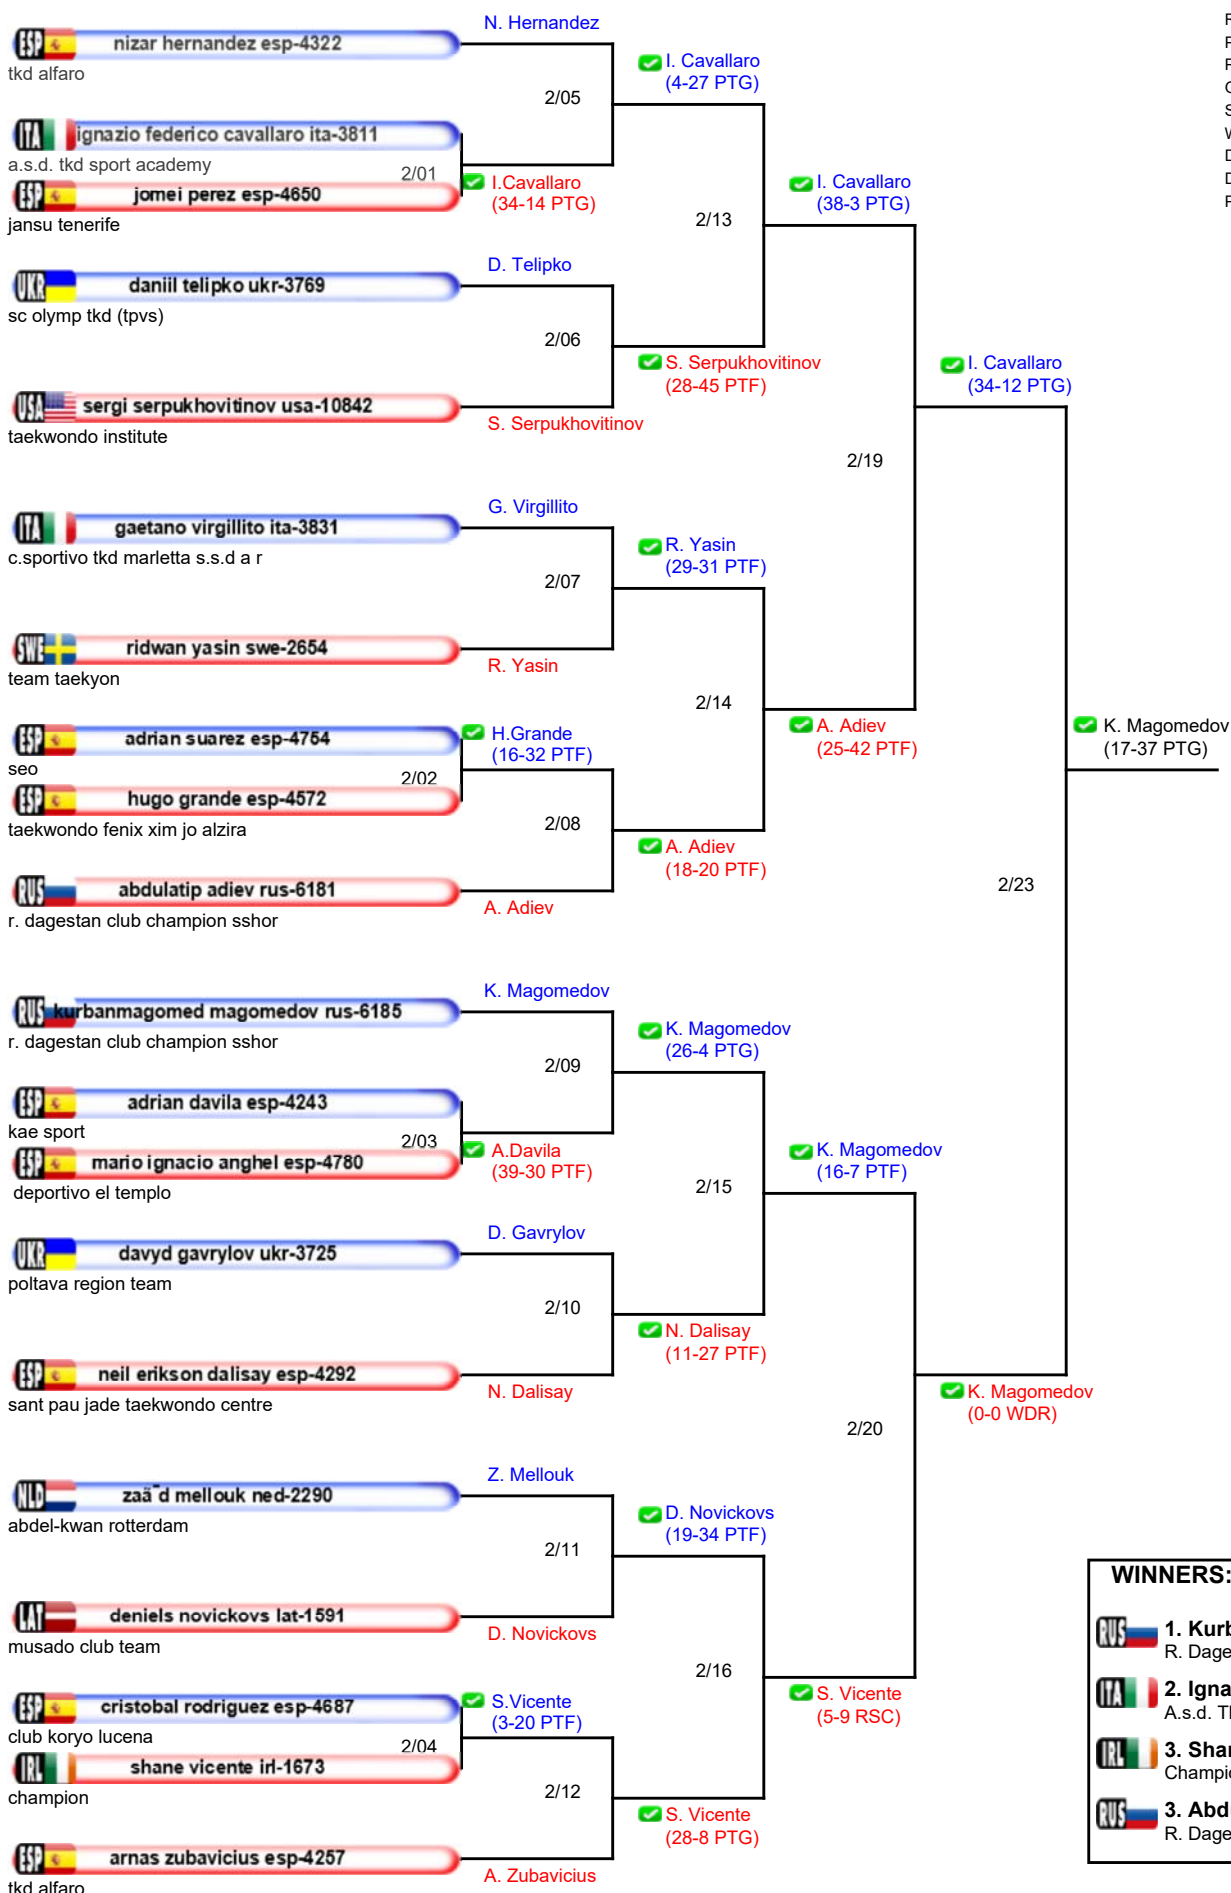 N. Hernandez
ESP nizar hernandez esp-4322
tkd alfaro
I. Cavallaro
(4-27 PTG)
2/05
ITA ignazio federico cavallaro ita-3811
a.s.d. tkd sport academy
2/01
ESP jomei perez esp-4650
jansu tenerife
I.Cavallaro
(34-14 PTG)
I. Cavallaro
(38-3 PTG)
2/13
D. Telipko
UKR daniil telipko ukr-3769
sc olymp tkd (tpvs)
2/06
S. Serpukhovitinov
(28-45 PTF)
I. Cavallaro
(34-12 PTG)
USA sergi serpukhovitinov usa-10842
taekwondo institute
S. Serpukhovitinov
2/19
G. Virgillito
ITA gaetano virgillito ita-3831
c.sportivo tkd marletta s.s.d a r
R. Yasin
(29-31 PTF)
2/07
SWE ridwan yasin swe-2654
team taekyon
R. Yasin
2/14
ESP adrian suarez esp-4754
seo
H.Grande
(16-32 PTF)
A. Adiev
(25-42 PTF)
K. Magomedov
(17-37 PTG)
2/02
ESP hugo grande esp-4572
taekwondo fenix xim jo alzira
2/08
A. Adiev
(18-20 PTF)
RUS abdulatip adiev rus-6181
r. dagestan club champion sshor
A. Adiev
2/23
K. Magomedov
RUS kurbanmagomed magomedov rus-6185
r. dagestan club champion sshor
K. Magomedov
(26-4 PTG)
2/09
ESP adrian davila esp-4243
kae sport
2/03
ESP mario ignacio anghel esp-4780
deportivo el templo
A.Davila
(39-30 PTF)
K. Magomedov
(16-7 PTF)
2/15
D. Gavrylov
UKR davyd gavrylov ukr-3725
poltava region team
2/10
N. Dalisay
(11-27 PTF)
ESP neil erikson dalisay esp-4292
sant pau jade taekwondo centre
N. Dalisay
K. Magomedov
(0-0 WDR)
2/20
Z. Mellouk
NLD zaã¯d mellouk ned-2290
abdel-kwan rotterdam
D. Novickovs
(19-34 PTF)
2/11
LAT deniels novickovs lat-1591
musado club team
D. Novickovs
2/16
ESP cristobal rodriguez esp-4687
club koryo lucena
S.Vicente
(3-20 PTF)
S. Vicente
(5-9 RSC)
2/04
IRL shane vicente irl-1673
champion
2/12
S. Vicente
(28-8 PTG)
ESP arnas zubavicius esp-4257
tkd alfaro
A. Zubavicius
WINNERS:
RUS 1. Kurb
R. Dage
ITA 2. Igna
A.s.d. T
IRL 3. Shar
Champio
RUS 3. Abd
R. Dage